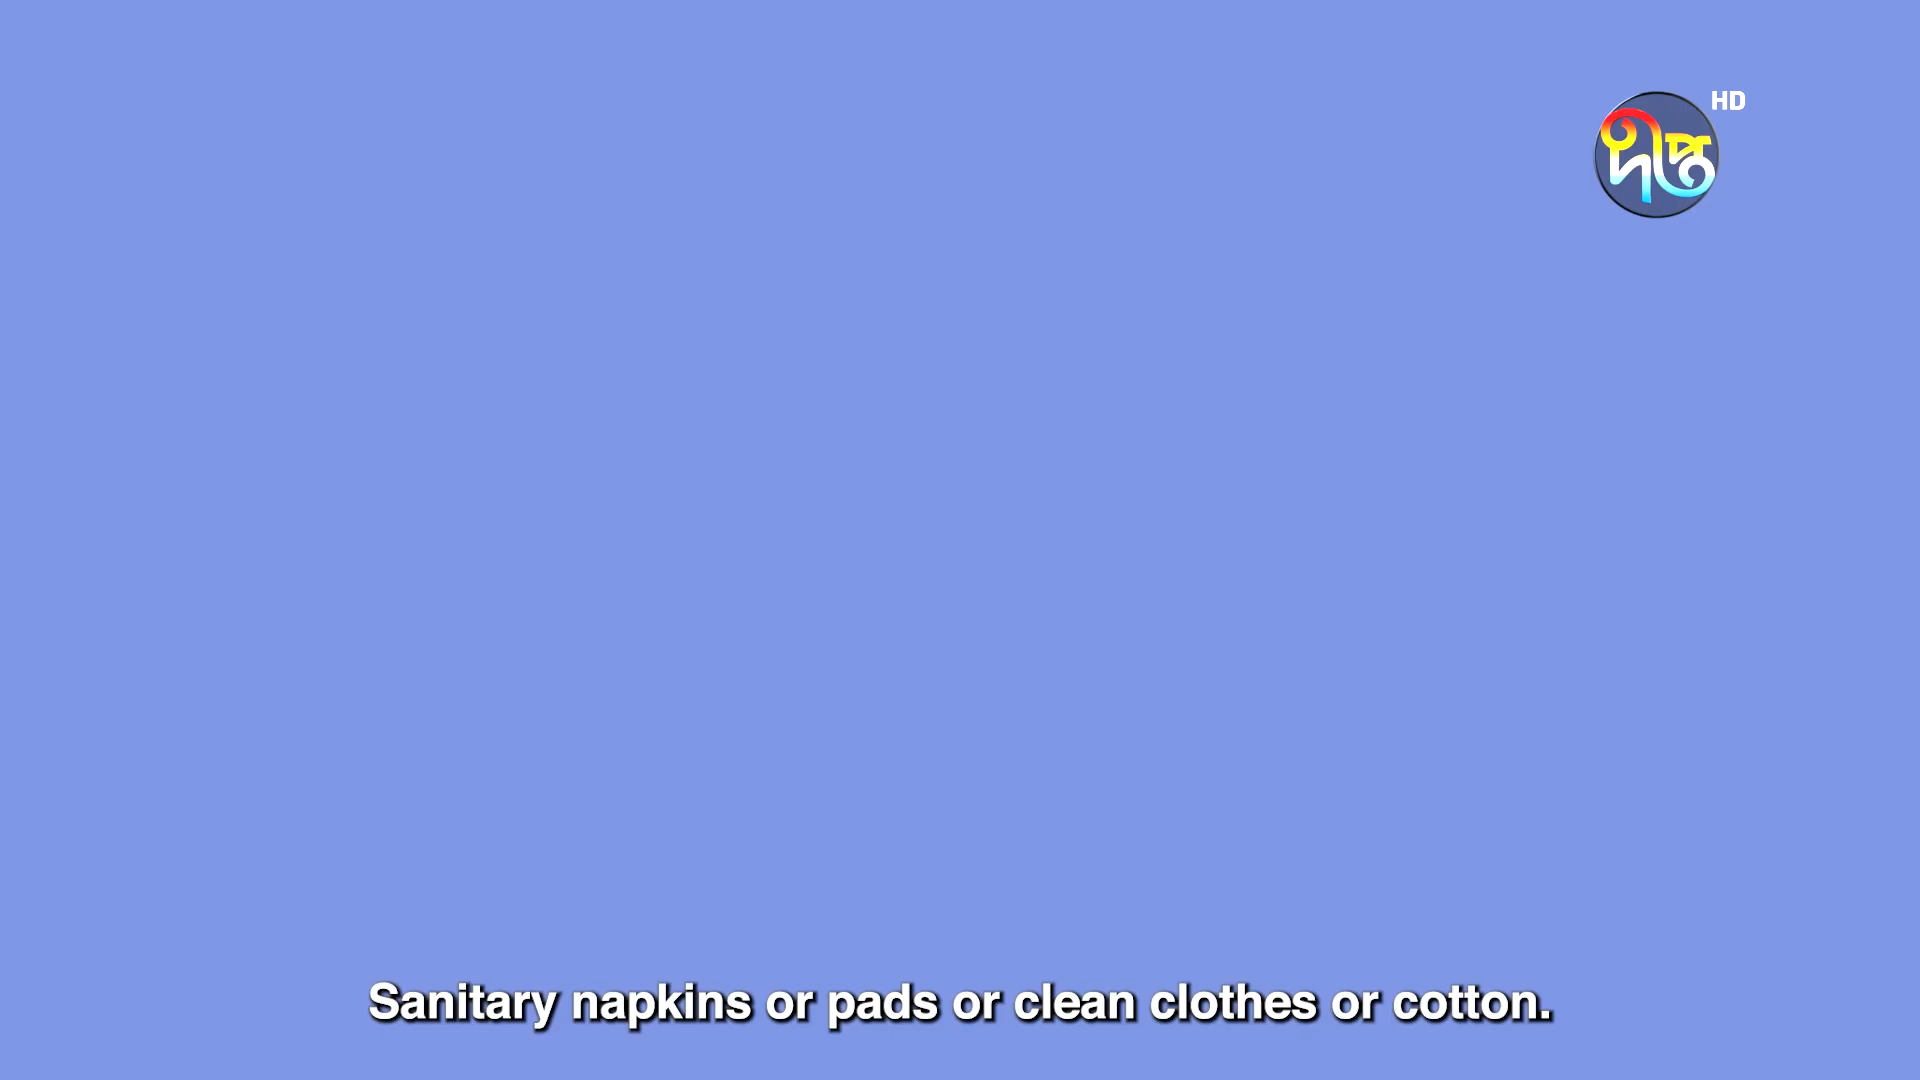 HD
দীপ্ত
Sanitary napkins or pads or clean clothes or cotton.